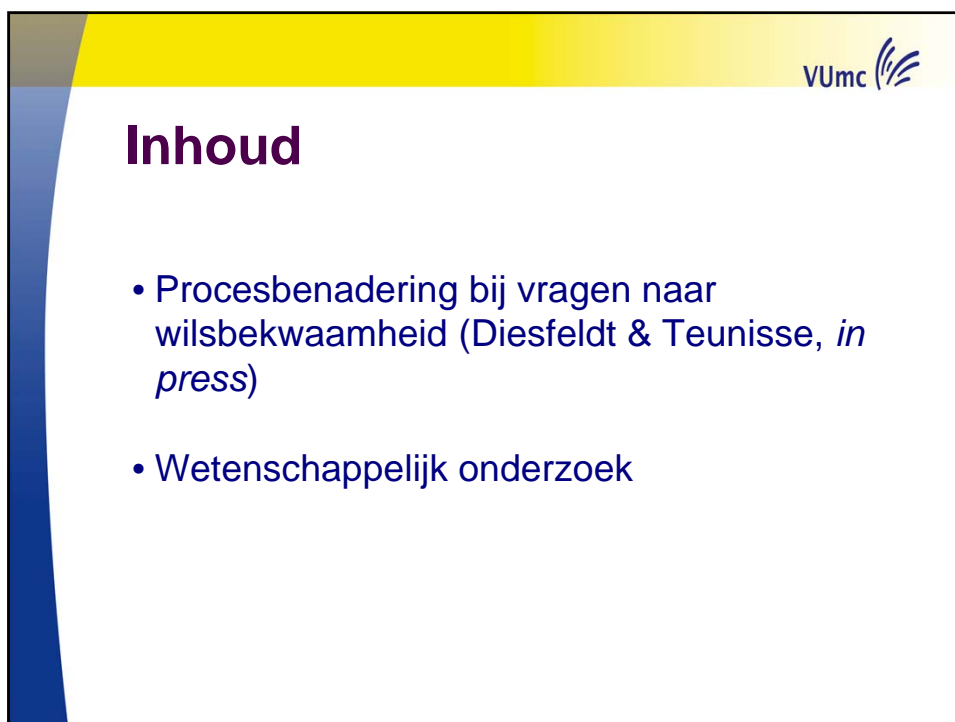 VUmc
Inhoud
• Procesbenadering bij vragen naar
wilsbekwaamheid (Diesfeldt & Teunisse, in
press)
• Wetenschappelijk onderzoek